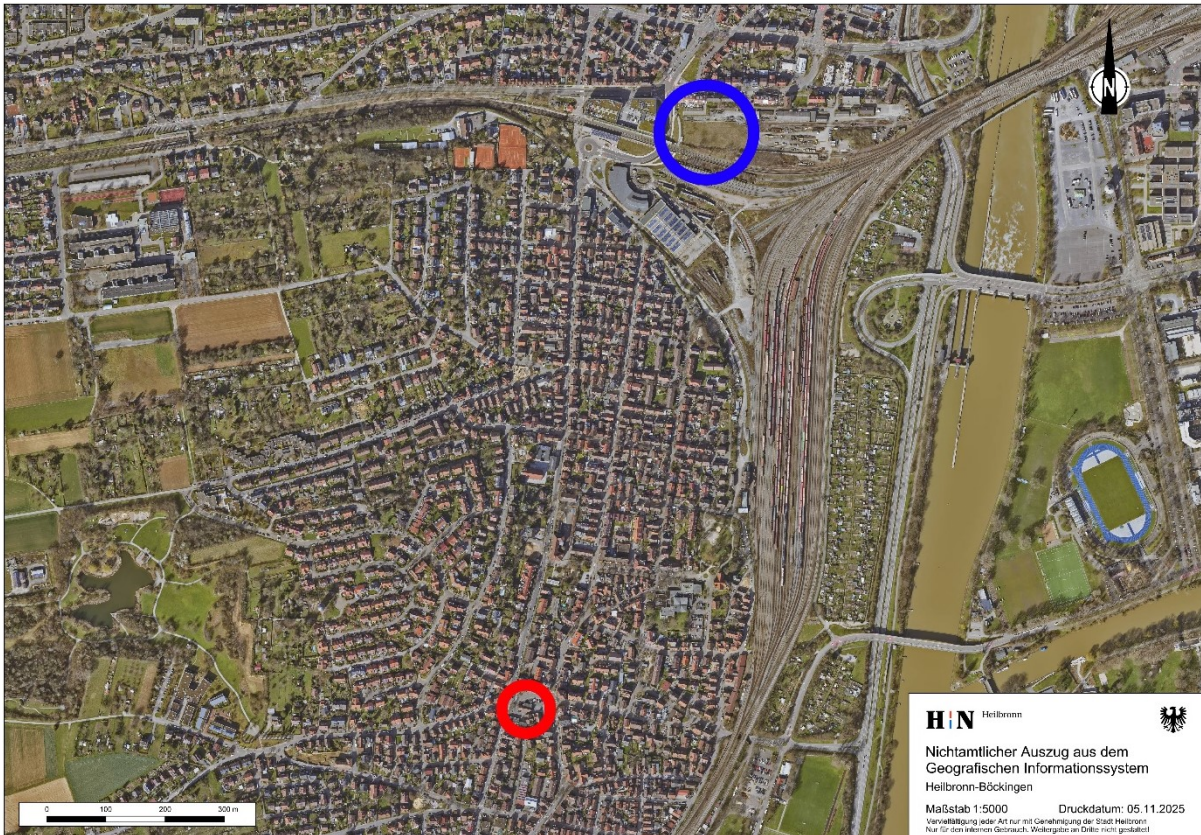 N
H:N Heilbronn
Nichtamtlicher Auszug aus dem
Geografischen Informationssystem
Heilbronn-Böckingen
Maßstab 1:5000 Druckdatum: 05.11.2025
Vervielfältigung jeder Art nur mit Genehmigung der Stadt Heilbronn
Nur für den internen Gebrauch. Weitergabe an Dritte nicht gestattet!
0 100 200 300 m